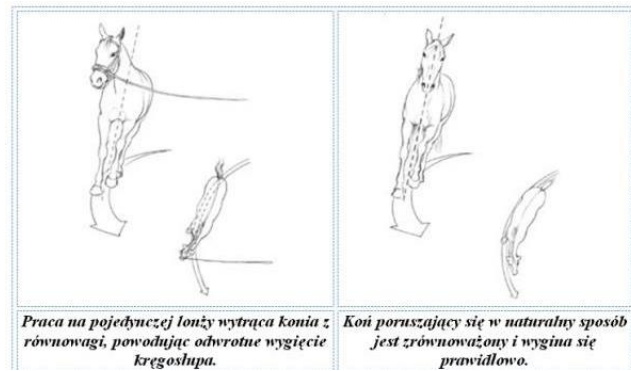 Praca na pojedynczej lonży wytrąca konia z
równowagi, powodując odwrotne wygięcie
kręgosłupa.
Koń poruszający się w naturalny sposób
jest zrównoważony i wygina się
prawidłowo.